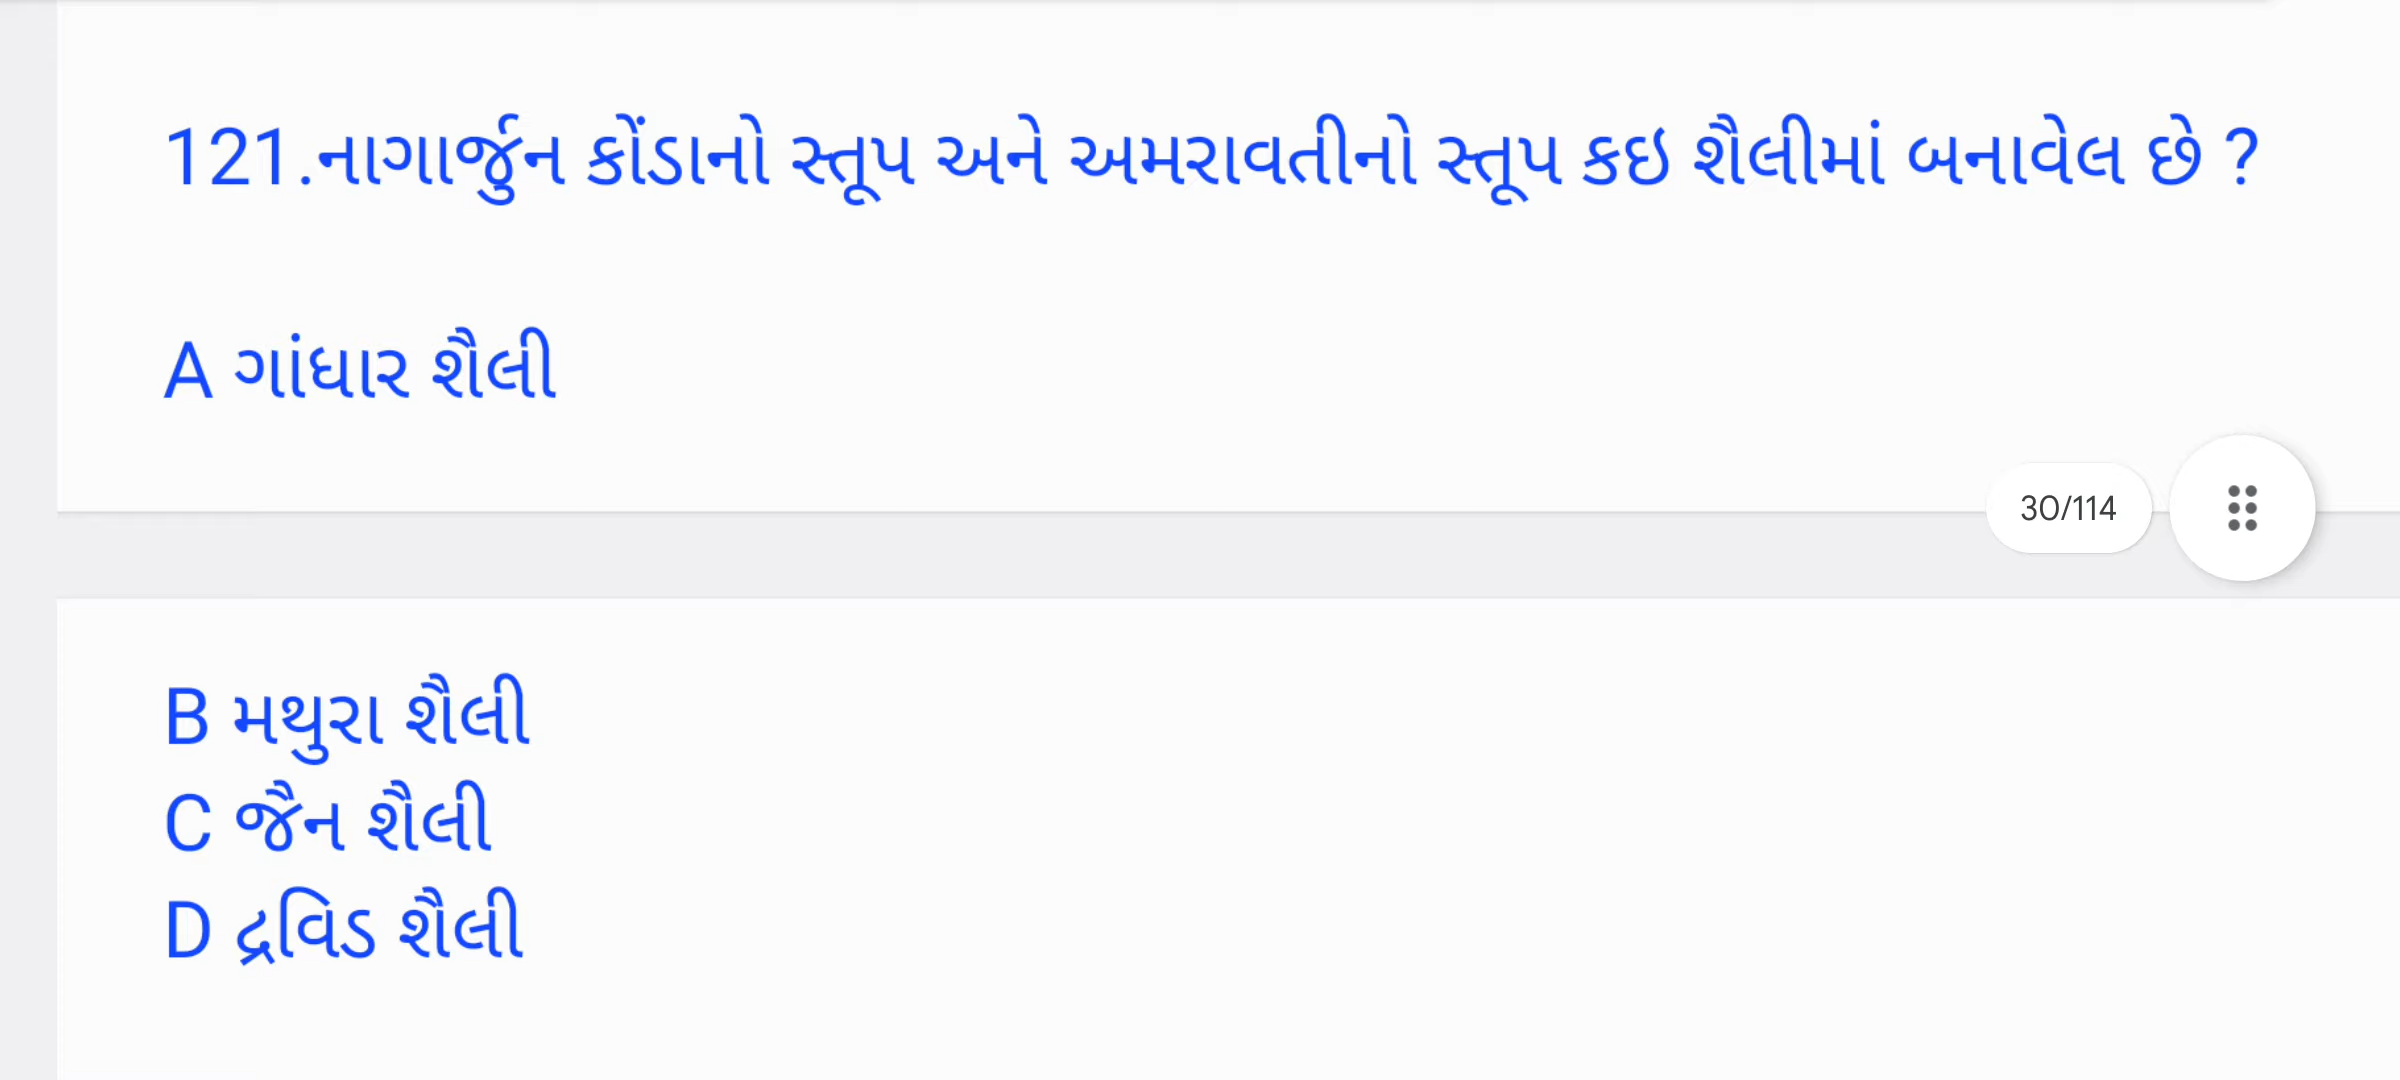 121.નાગાર્જુન કોંડાનો સ્તૂપ અને અમરાવતીનો સ્તૂપ કઇ શૈલીમાં બનાવેલ છે ?
A ગાંધાર શૈલી
30/114
B મથુરા શૈલી
C જૈન શૈલી
D દ્રવિડ શૈલી